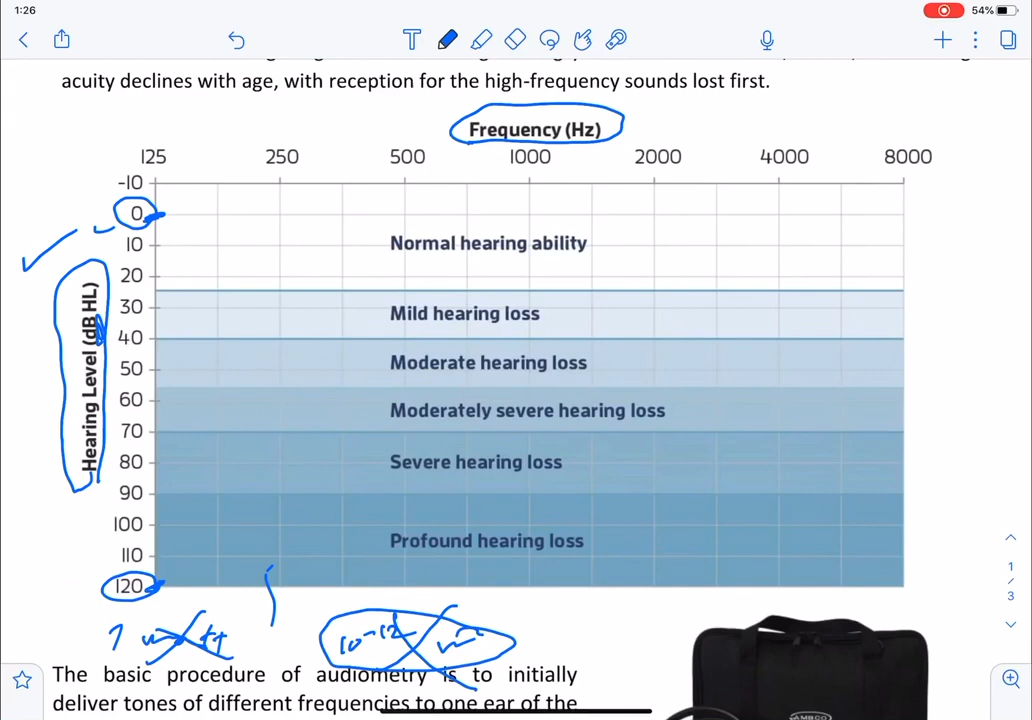 1:26
54%
T
acuity declines with age, with reception for the high-frequency sounds lost first.
Frequency (Hz)
125 250 500 1000 2000 4000 8000
-10
0
10
20
30
40
50
60
70
80
90
100
110
120
Hearing Level (dB HL)
Normal hearing ability
Mild hearing loss
Moderate hearing loss
Moderately severe hearing loss
Severe hearing loss
Profound hearing loss
10-12
1
/
3
The basic procedure of audiometry is to initially
deliver tones of different frequencies to one ear of the
AMBCO